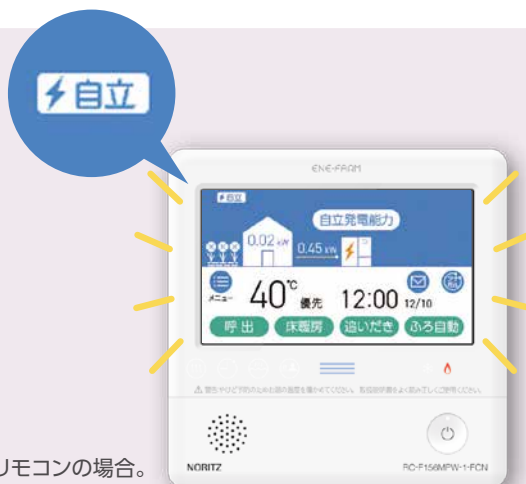 自立
ENE-FARM
自立
自立発電能力
0.02 kW
0.45 kW
メニュー
40℃
優先
12:00
12/10
呼出
床暖房
追いだき
ふろ自動
NORITZ
RC-F156MPW-1-FCN
リモコンの場合。